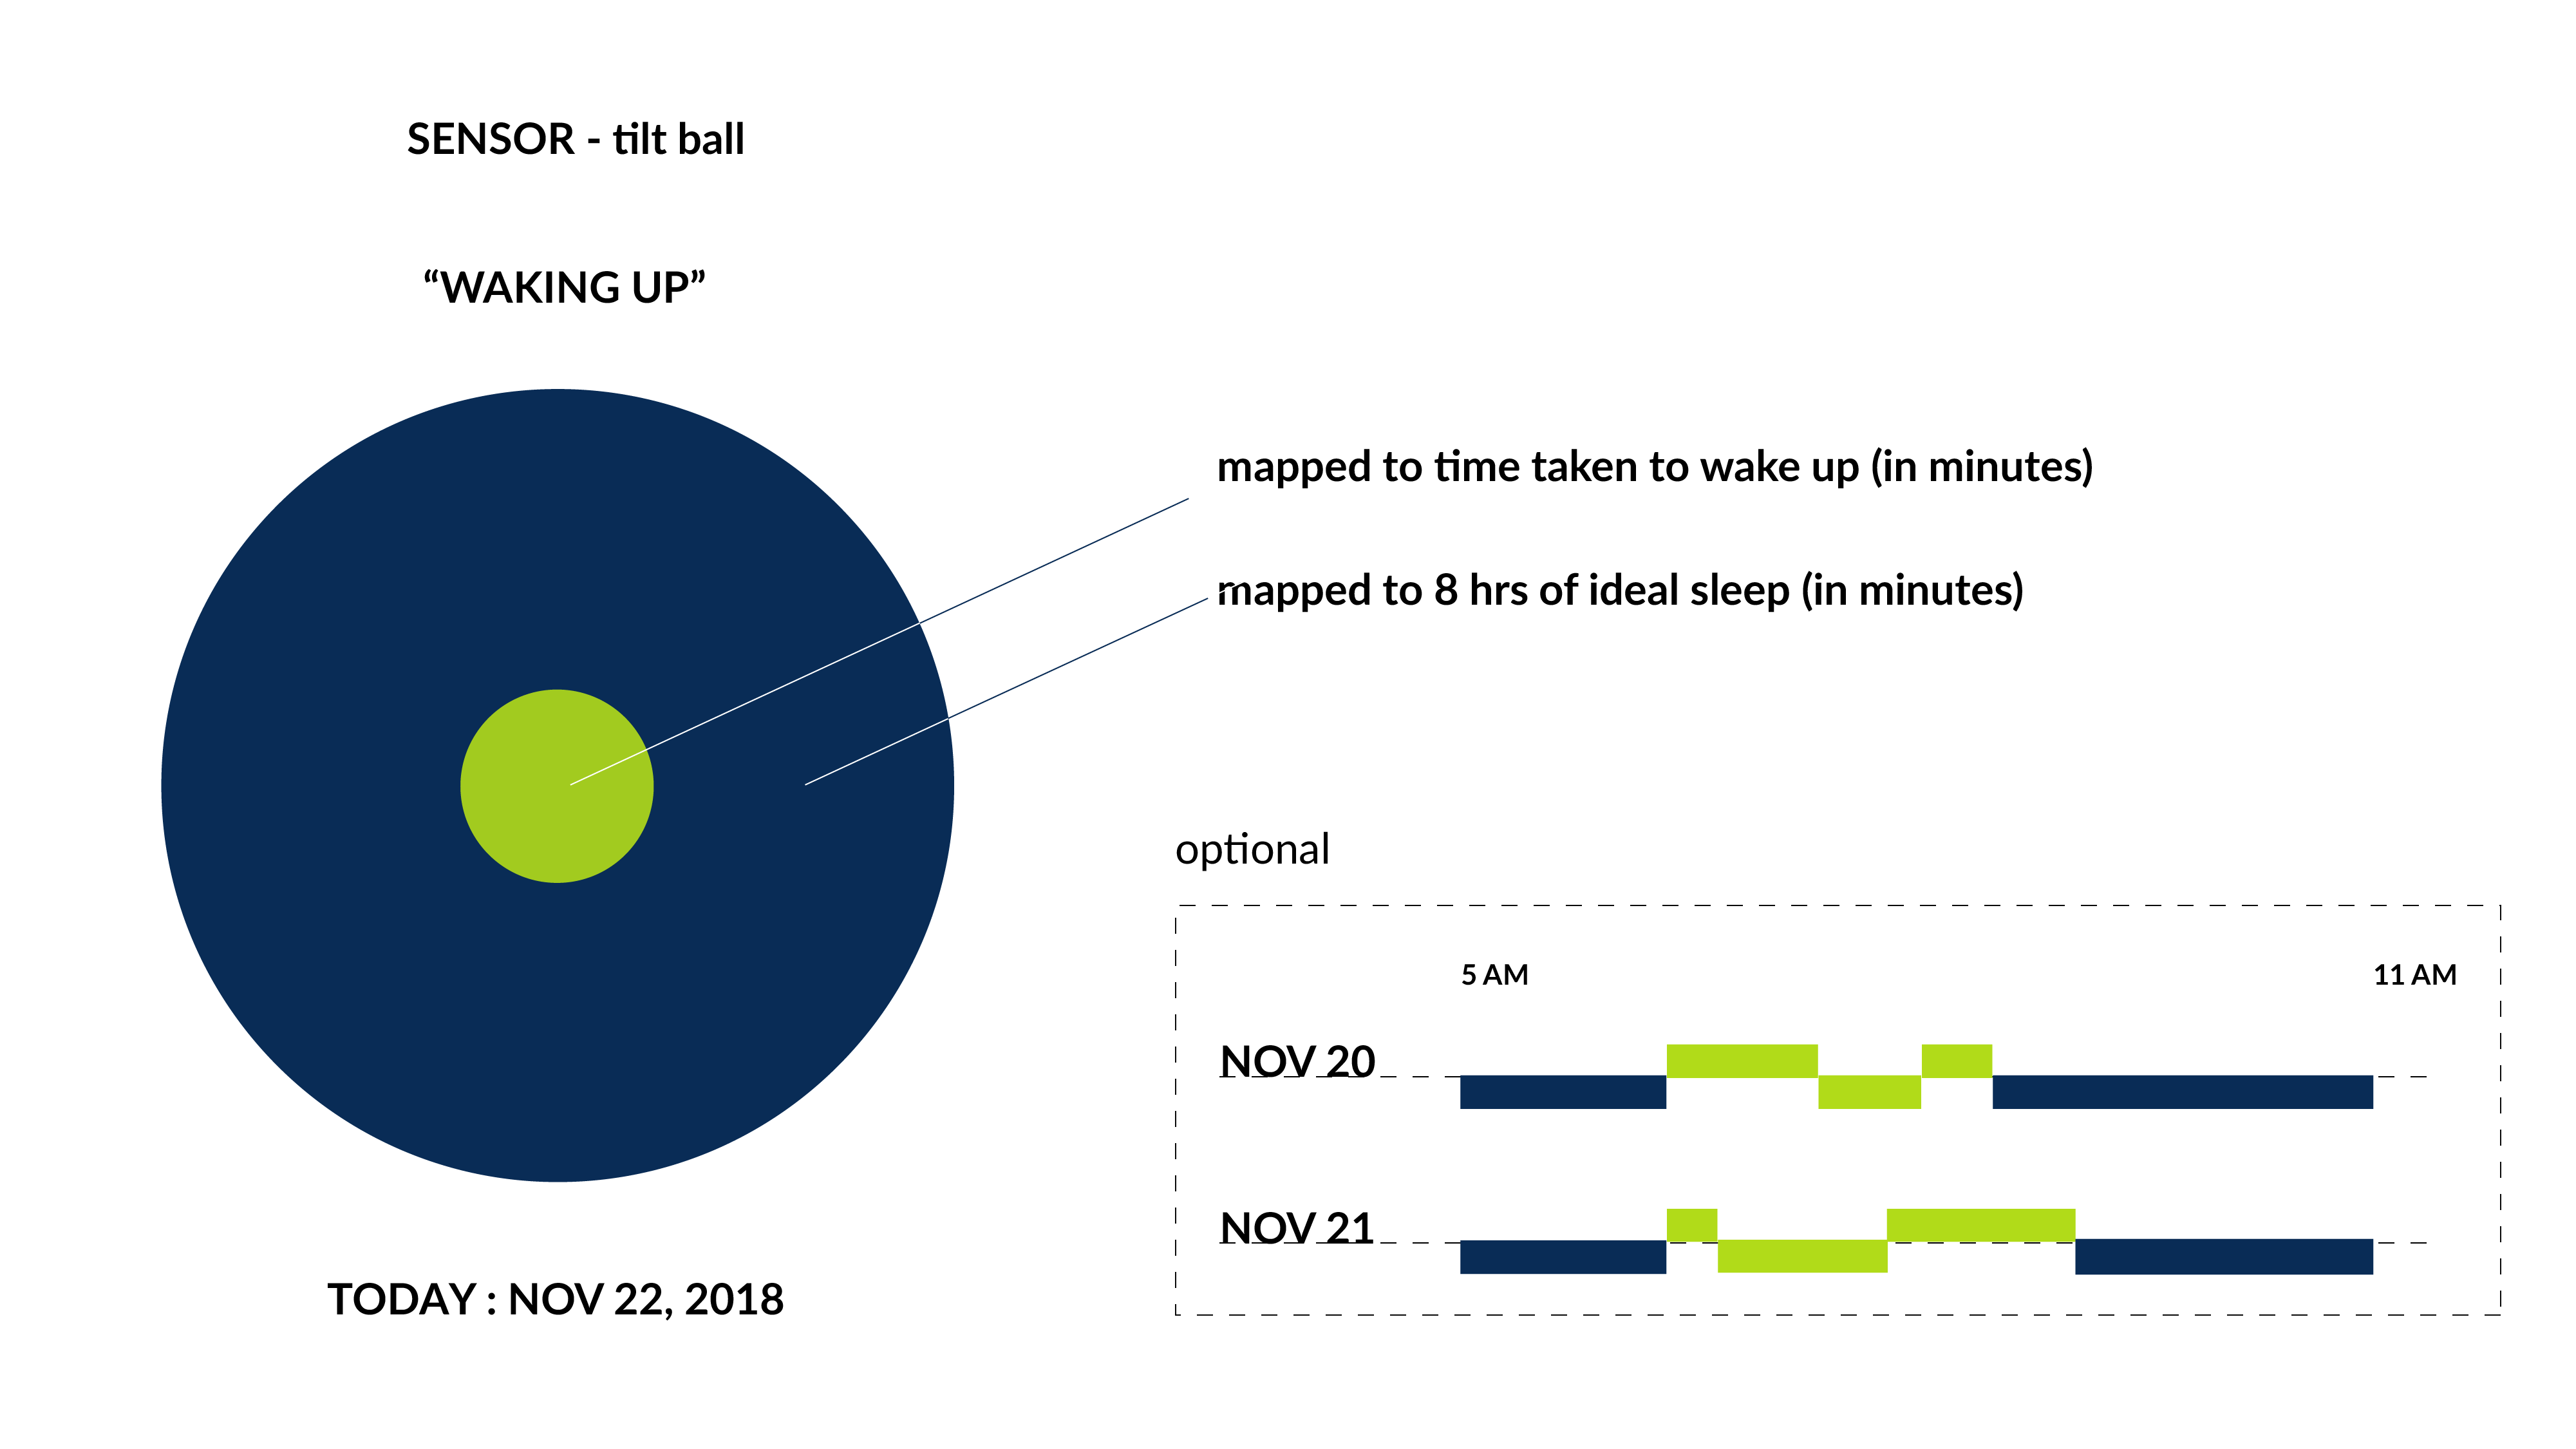 SENSOR - tilt ball
“WAKING UP”
mapped to time taken to wake up (in minutes)
mapped to 8 hrs of ideal sleep (in minutes)
optional
5 AM
11 AM
NOV 20
NOV 21
TODAY : NOV 22, 2018